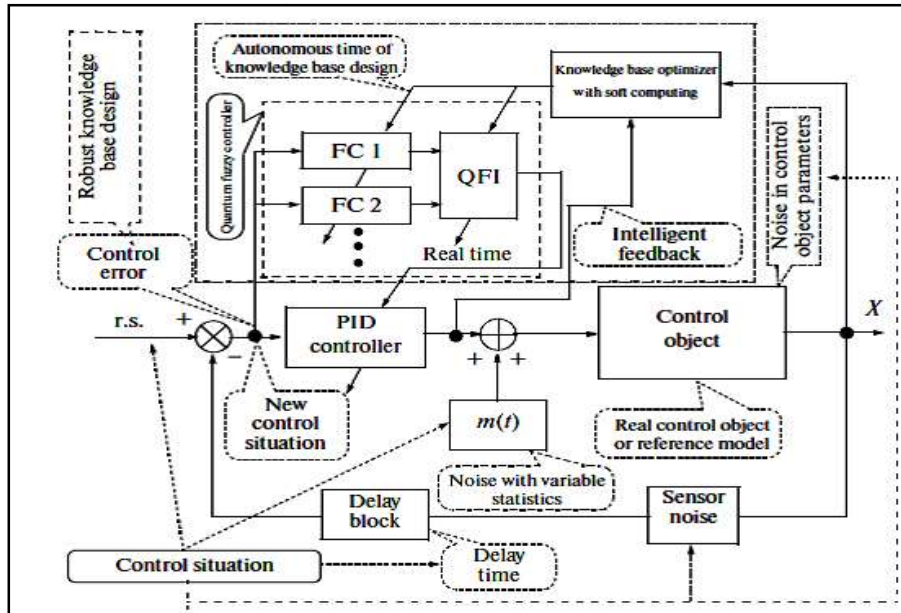 Robust knowledge
base design
Autonomous time of
knowledge base design
Knowledge base optimizer
with soft computing
Quantum fuzzy controller
FC 1
FC 2
QFI
Real time
Intelligent
feedback
Noise in control
object parameters
Control
error
r.s.
+
−
PID
controller
+
+
Control
object
X
New
control
situation
m(t)
Real control object
or reference model
Noise with variable
statistics
Delay
block
Sensor
noise
Control situation
Delay
time